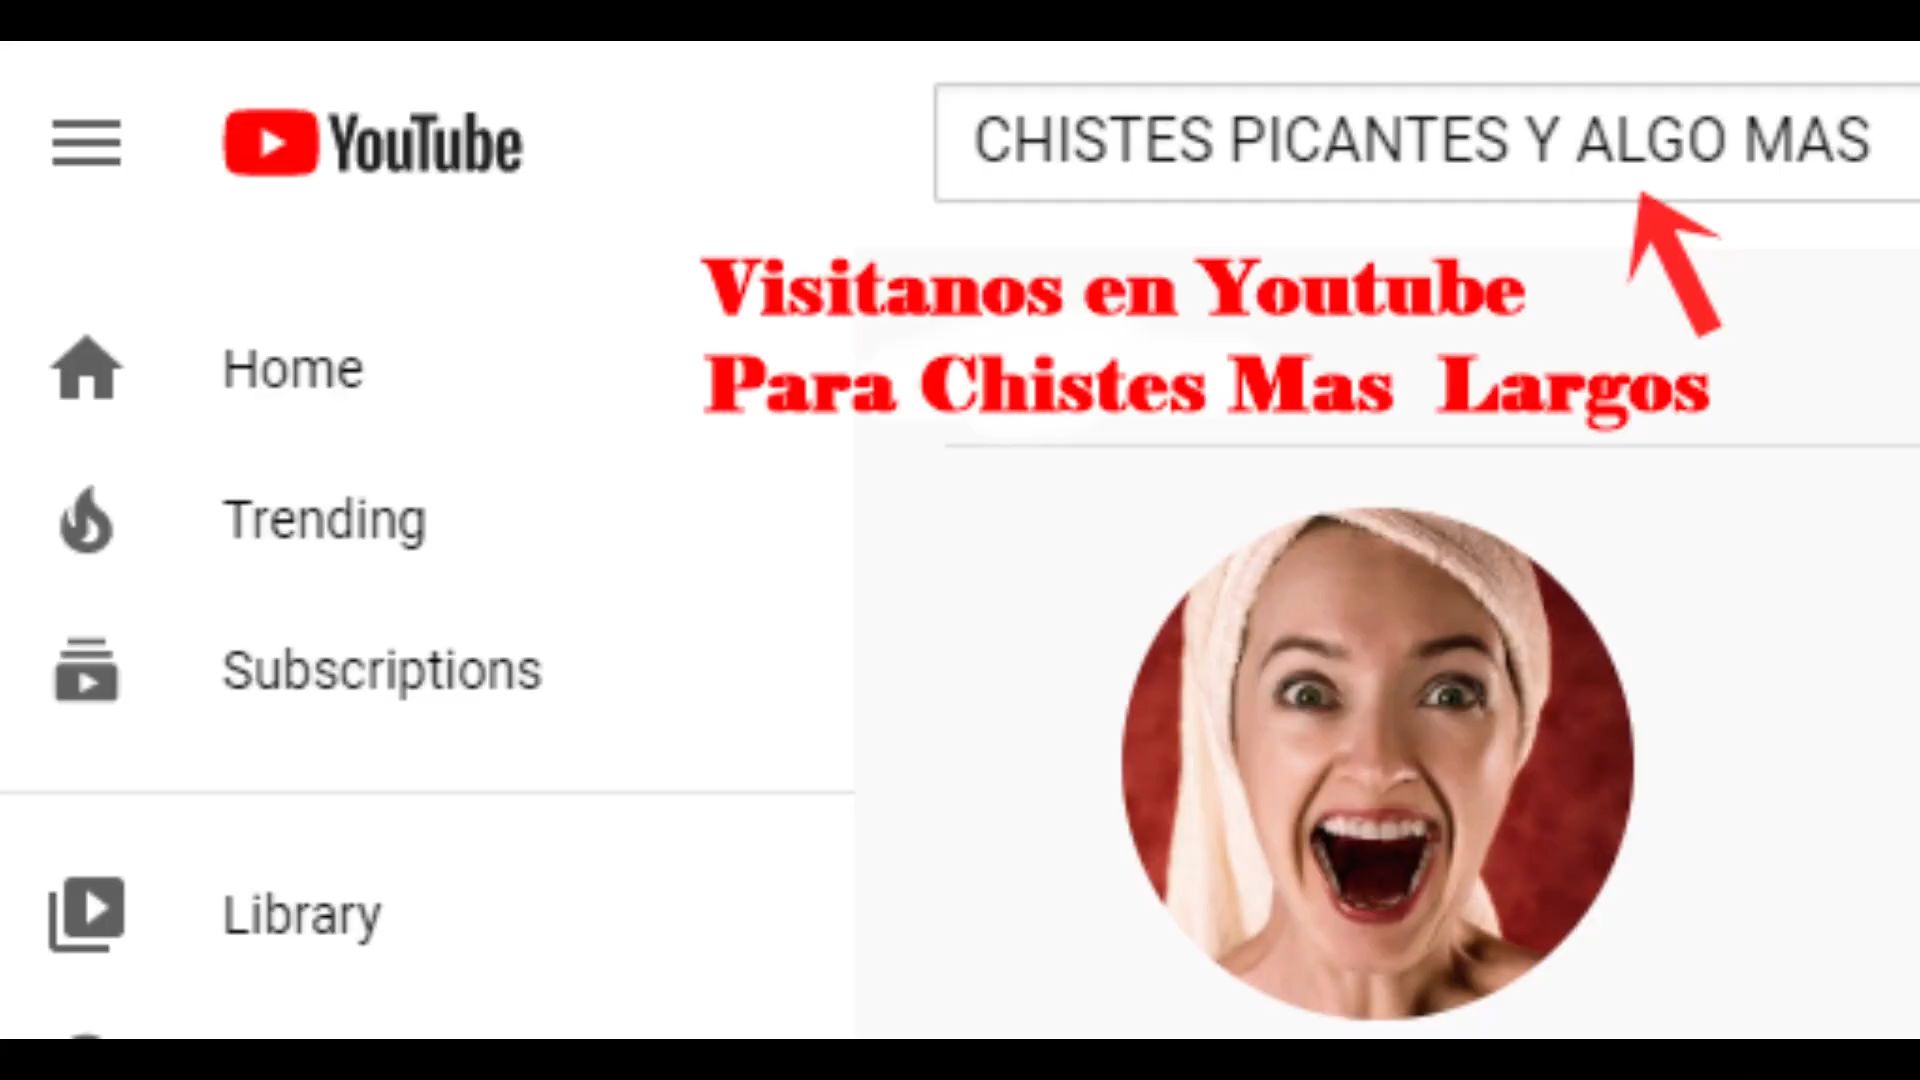 YouTube
CHISTES PICANTES Y ALGO MAS
Visitanos en Youtube
Para Chistes Mas Largos
Home
Trending
Subscriptions
Library